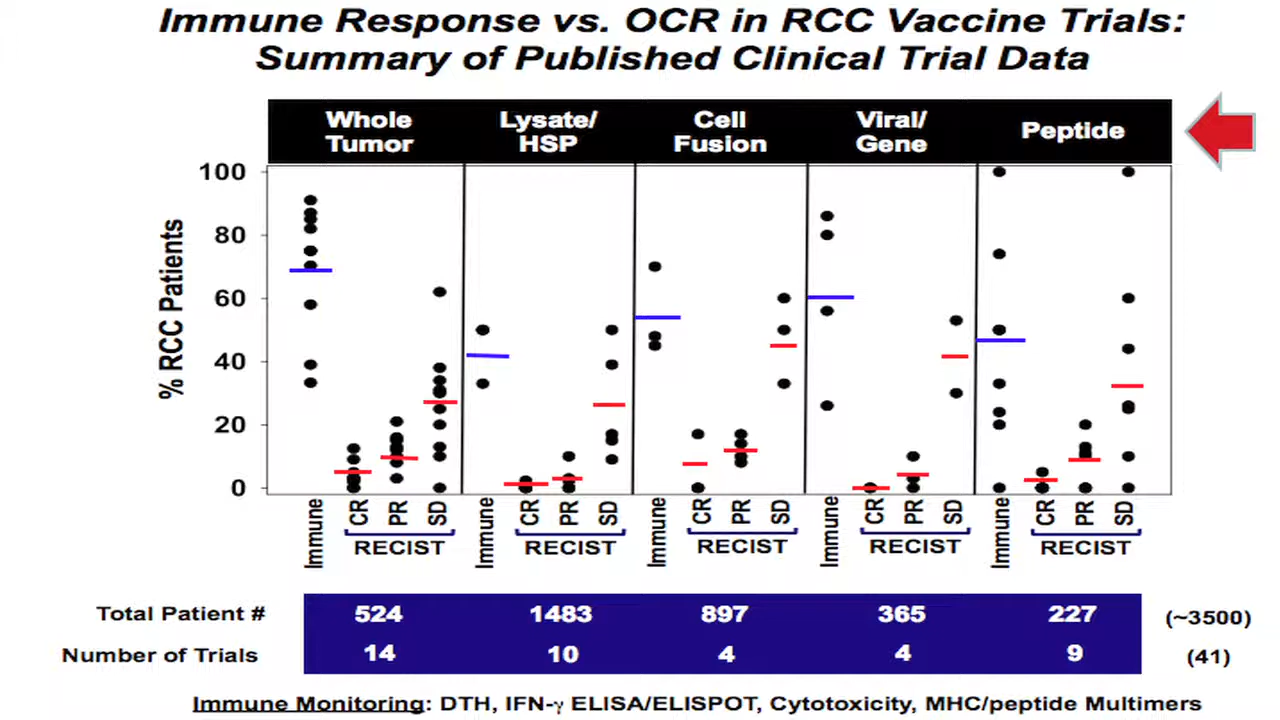 Immune Response vs. OCR in RCC Vaccine Trials:
Summary of Published Clinical Trial Data
Whole Tumor
Lysate/ HSP
Cell Fusion
Viral/ Gene
Peptide
% RCC Patients
100
80
60
40
20
0
Immune CR PR SD Immune CR PR SD Immune CR PR SD Immune CR PR SD Immune CR PR SD
RECIST RECIST RECIST RECIST RECIST
Total Patient # 524 1483 897 365 227 (~3500)
Number of Trials 14 10 4 4 9 (41)
Immune Monitoring: DTH, IFN-γ ELISA/ELISPOT, Cytotoxicity, MHC/peptide Multimers